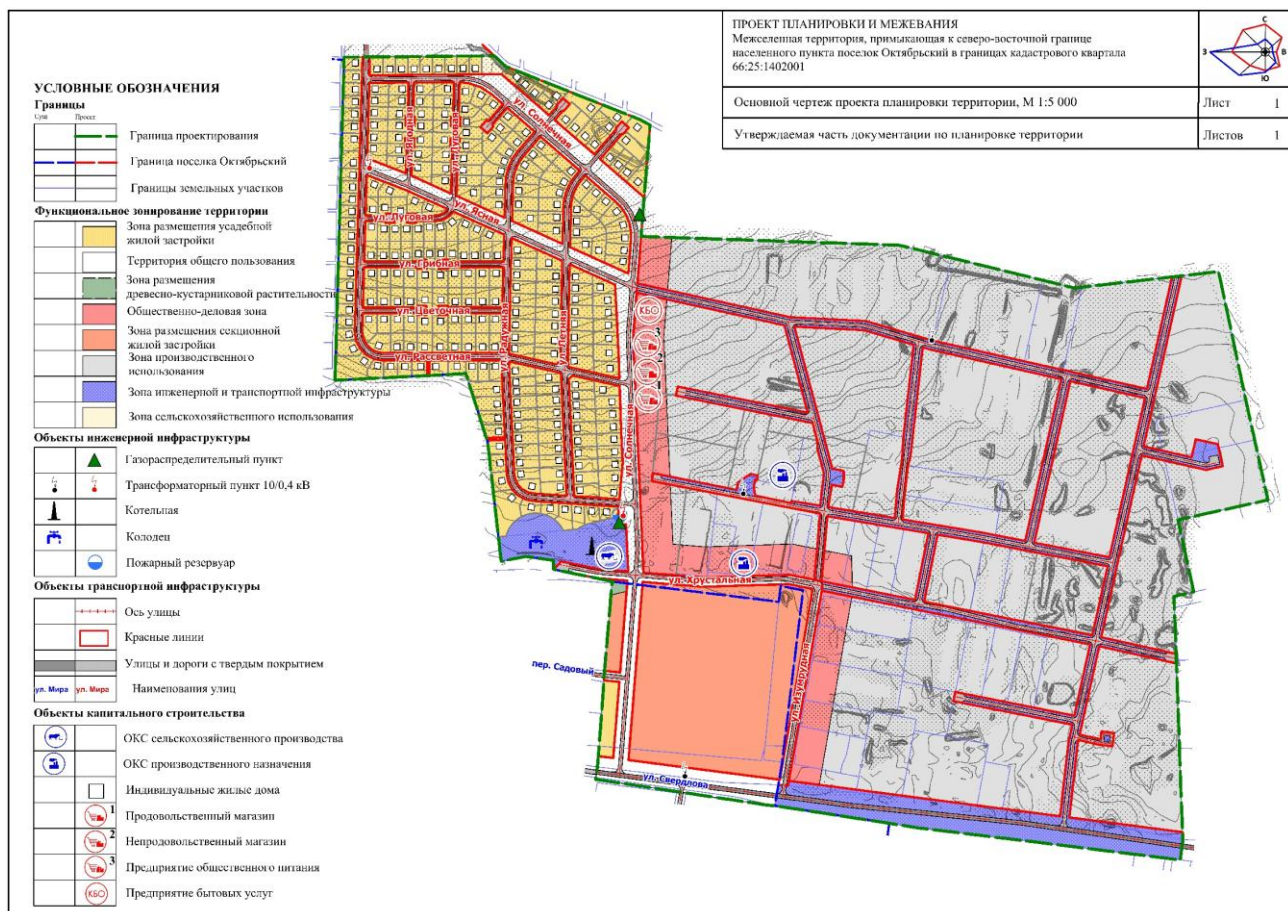 ПРОЕКТ ПЛАНИРОВКИ И МЕЖЕВАНИЯ
Межселенная территория, примыкающая к северо-восточной границе
населенного пункта поселок Октябрьский в границах кадастрового квартала
66:25:1402001
Основной чертеж проекта планировки территории, М 1:5 000
Лист 1
Утверждаемая часть документации по планировке территории
Листов 1
С
З
В
Ю
УСЛОВНЫЕ ОБОЗНАЧЕНИЯ
Границы
Сущ Проект
Граница проектирования
Граница поселка Октябрьский
Границы земельных участков
Функциональное зонирование территории
Зона размещения усадебной
жилой застройки
Территория общего пользования
Зона размещения
древесно-кустарниковой растительности
Общественно-деловая зона
Зона размещения секционной
жилой застройки
Зона производственного
использования
Зона инженерной и транспортной инфраструктуры
Зона сельскохозяйственного использования
Объекты инженерной инфраструктуры
Газораспределительный пункт
Трансформаторный пункт 10/0,4 кВ
Котельная
Колодец
Пожарный резервуар
Объекты транспортной инфраструктуры
Ось улицы
Красные линии
Улицы и дороги с твердым покрытием
ул. Мира ул. Мира Наименования улиц
Объекты капитального строительства
ОКС сельскохозяйственного производства
ОКС производственного назначения
Индивидуальные жилые дома
1 Продовольственный магазин
2 Непродовольственный магазин
3 Предприятие общественного питания
КБО Предприятие бытовых услуг
ул. Солнечная
ул. Ягодная
ул. Луговая
ул. Луговая
ул. Ясная
ул. Грибная
ул. Цветочная
ул. Радужная
ул. Летняя
ул. Рассветная
КБО
3
2
1
ул. Солнечная
ул. Хрустальная
пер. Садовый
ул. Изумрудная
ул. Свердлова